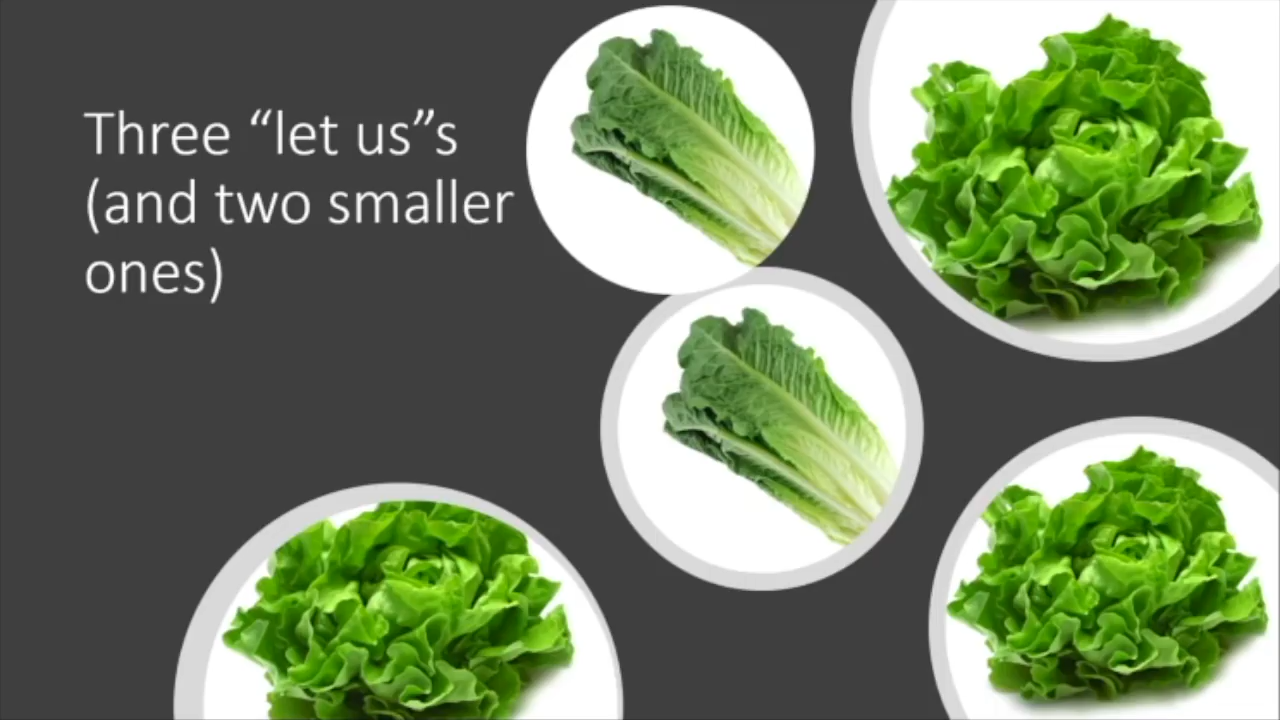 Three “let us”s
(and two smaller
ones)